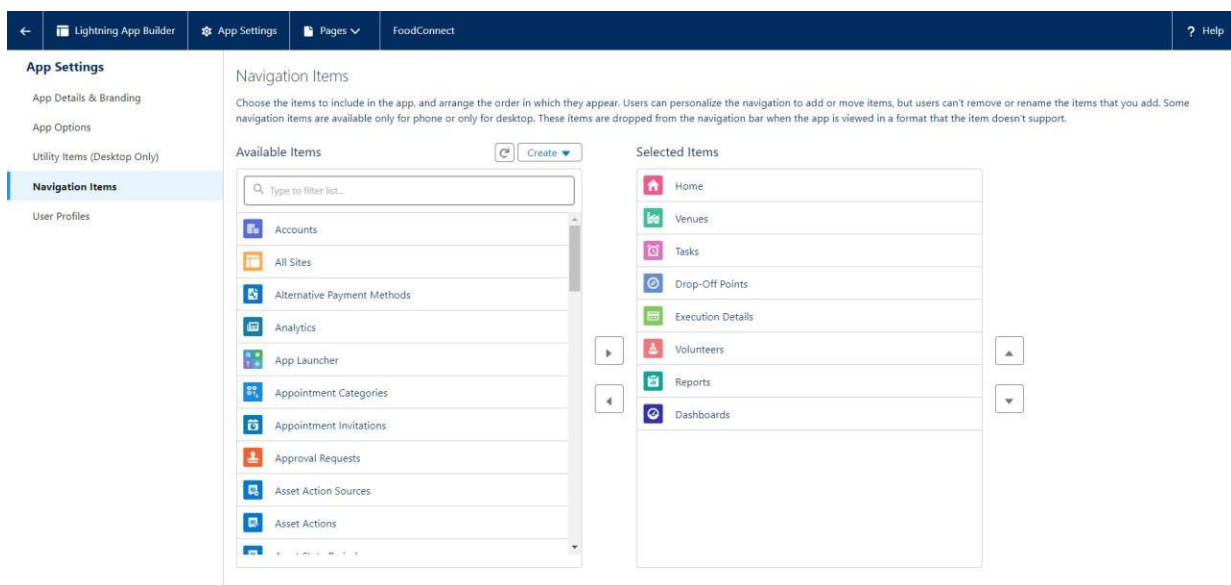 Lightning App Builder
App Settings
Pages
FoodConnect
? Help
App Settings
App Details & Branding
App Options
Utility Items (Desktop Only)
Navigation Items
User Profiles
Navigation Items
Choose the items to include in the app, and arrange the order in which they appear. Users can personalize the navigation to add or move items, but users can't remove or rename the items that you add. Some
navigation items are available only for phone or only for desktop. These items are dropped from the navigation bar when the app is viewed in a format that the item doesn't support.
Available Items
Create
Type to filter list...
Accounts
All Sites
Alternative Payment Methods
Analytics
App Launcher
Appointment Categories
Appointment Invitations
Approval Requests
Asset Action Sources
Asset Actions
Selected Items
Home
Venues
Tasks
Drop-Off Points
Execution Details
Volunteers
Reports
Dashboards